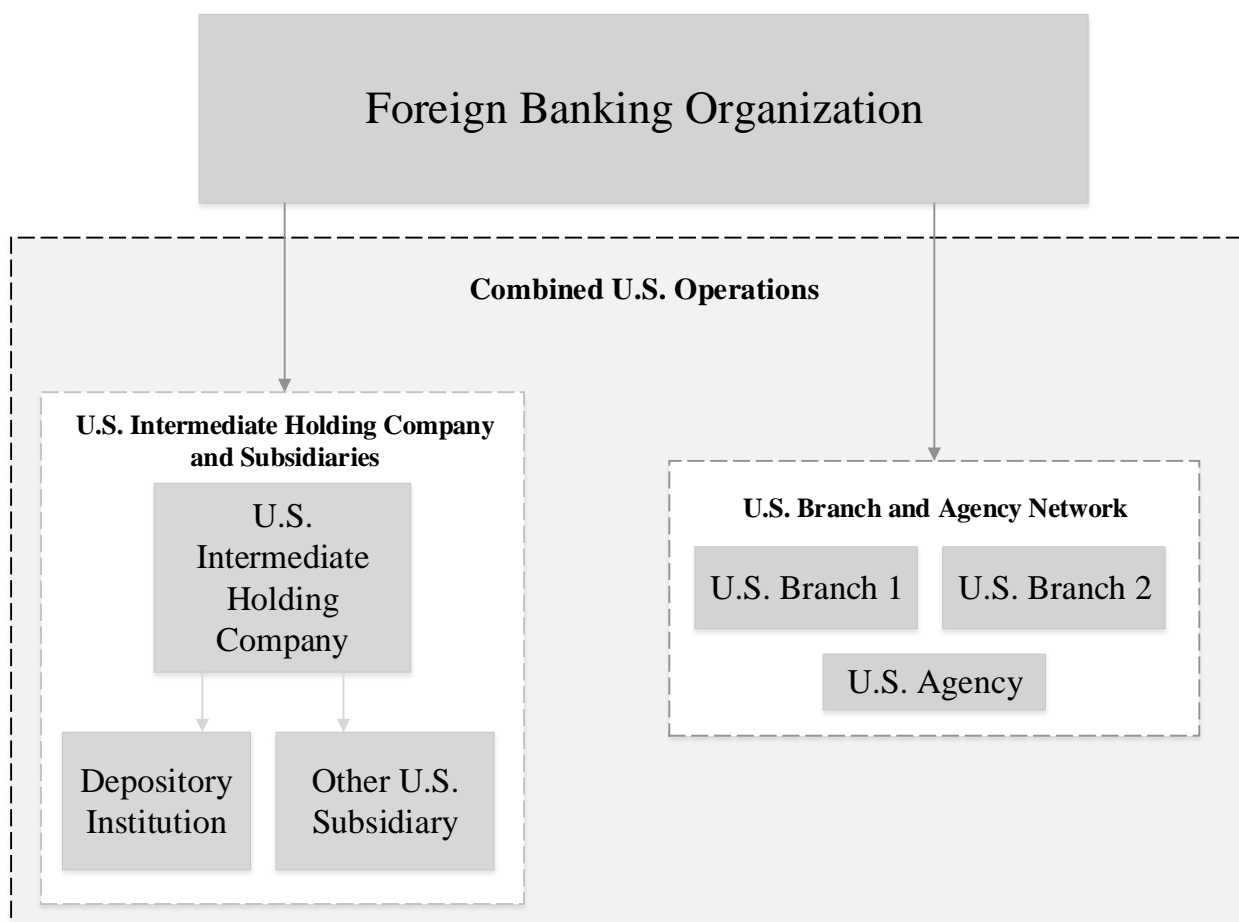 Foreign Banking Organization
Combined U.S. Operations
U.S. Intermediate Holding Company
and Subsidiaries
U.S.
Intermediate
Holding
Company
Depository
Institution
Other U.S.
Subsidiary
U.S. Branch and Agency Network
U.S. Branch 1
U.S. Branch 2
U.S. Agency